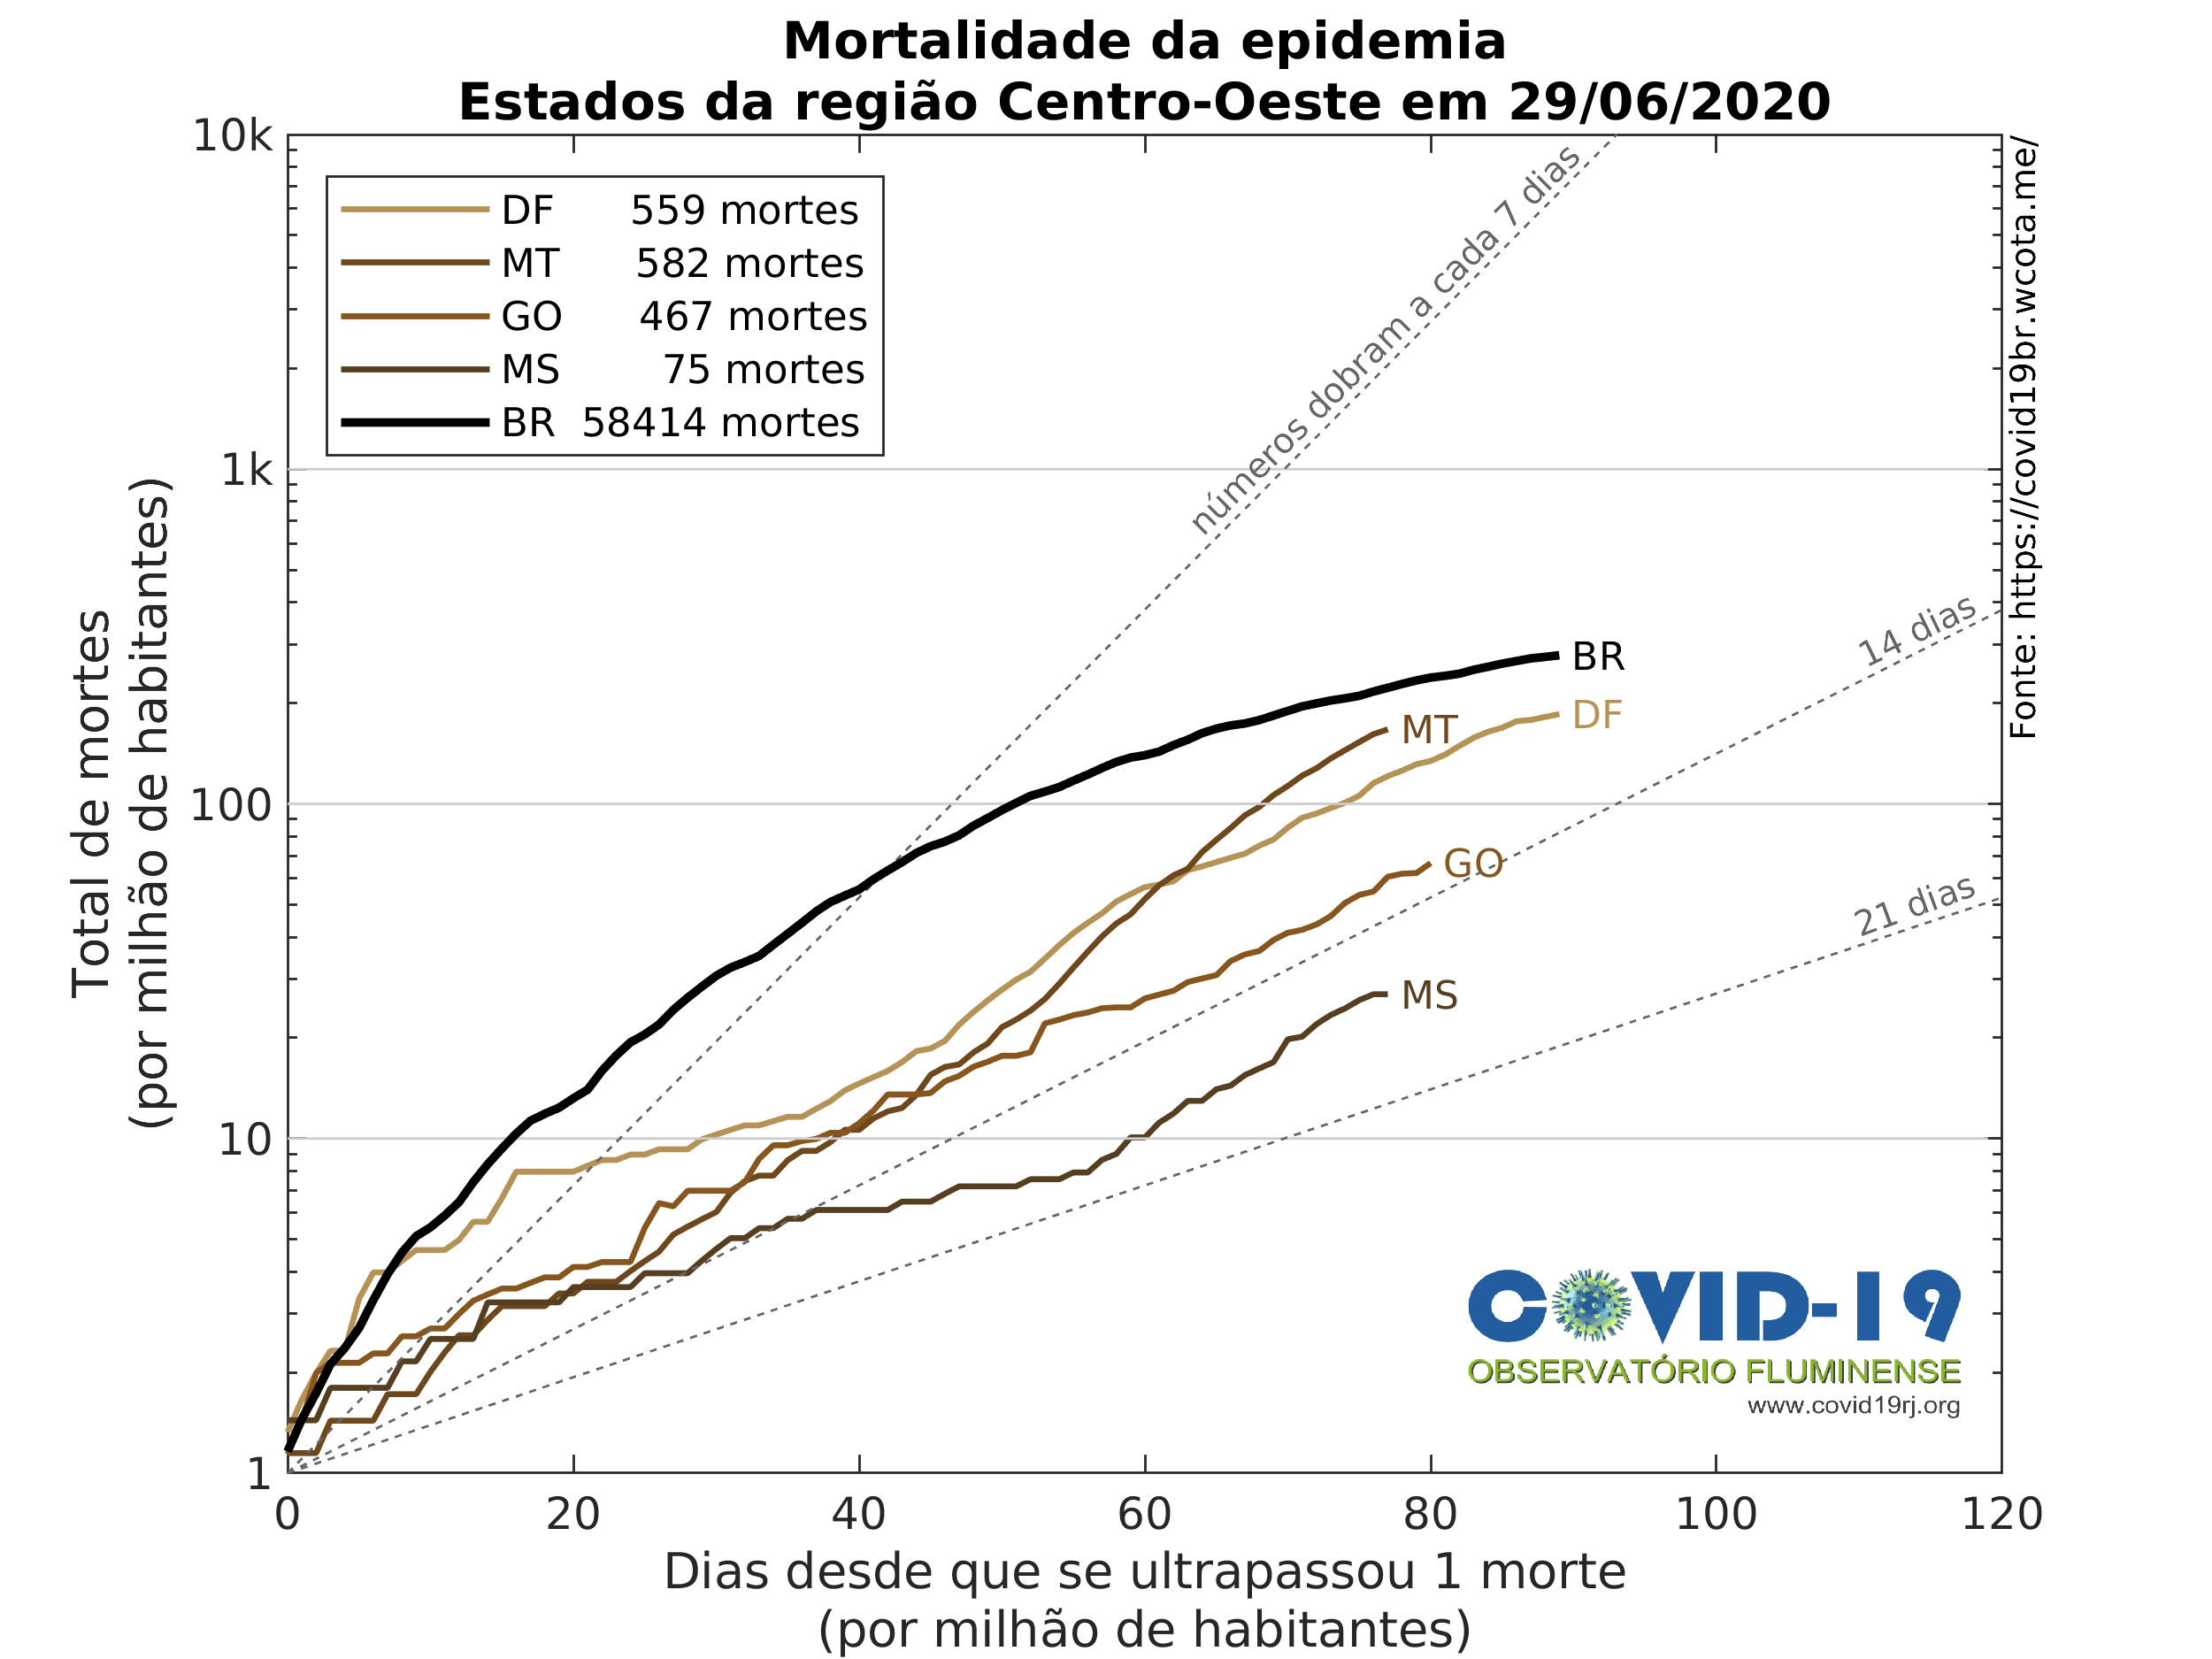 Mortalidade da epidemia
Estados da região Centro-Oeste em 29/06/2020
10k
1k
100
10
1
Total de mortes
(por milhão de habitantes)
DF 559 mortes
MT 582 mortes
GO 467 mortes
MS 75 mortes
BR 58414 mortes
números dobram a cada 7 dias
14 dias
21 dias
BR
DF
MT
GO
MS
Fonte: https://covid19br.wcota.me/
COVID-19
OBSERVATÓRIO FLUMINENSE
www.covid19rj.org
0 20 40 60 80 100 120
Dias desde que se ultrapassou 1 morte
(por milhão de habitantes)